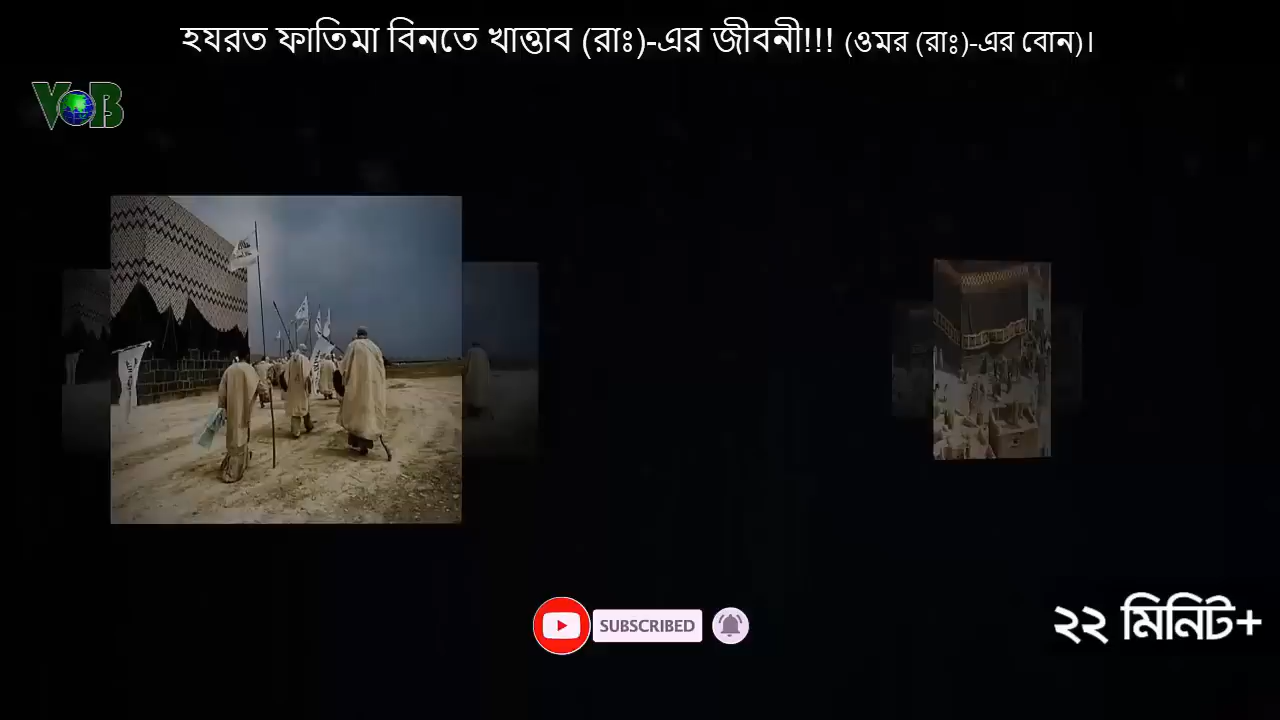 হযরত ফাতিমা বিনতে খাত্তাব (রাঃ)-এর জীবনী!!! (ওমর (রাঃ)-এর বোন)।
VOB
SUBSCRIBED
২২ মিনিট+